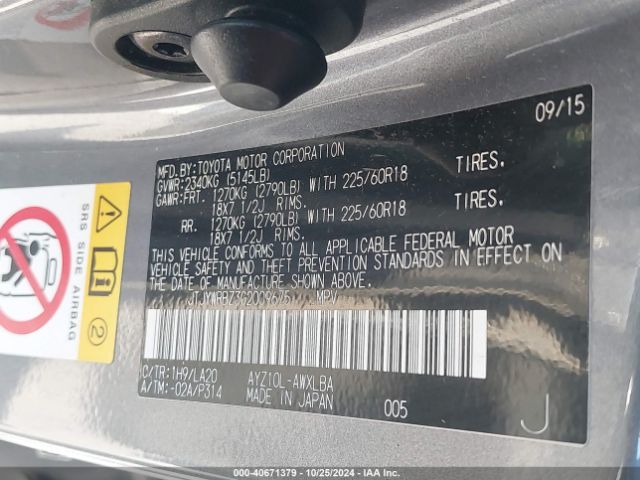 09/15
MFD.BY:TOYOTA MOTOR CORPORATION
GVWR:2340KG (5145LB)
GAWR:FRT. 1270KG (2790LB) WITH 225/60R18 TIRES.
18X7 1/2J RIMS.
RR. 1270KG (2790LB) WITH 225/60R18 TIRES.
18X7 1/2J RIMS.
THIS VEHICLE CONFORMS TO ALL APPLICABLE FEDERAL MOTOR
VEHICLE SAFETY AND THEFT PREVENTION STANDARDS IN EFFECT ON
THE DATE OF MANUFACTURE SHOWN ABOVE.
MPV
C/TR:1H9/LA20 AYZ10L-AWXLBA
A/TM:-02A/P314 MADE IN JAPAN 005
J
SRS SIDE AIRBAG
2
000-40671379 • 10/25/2024 • IAA Inc.